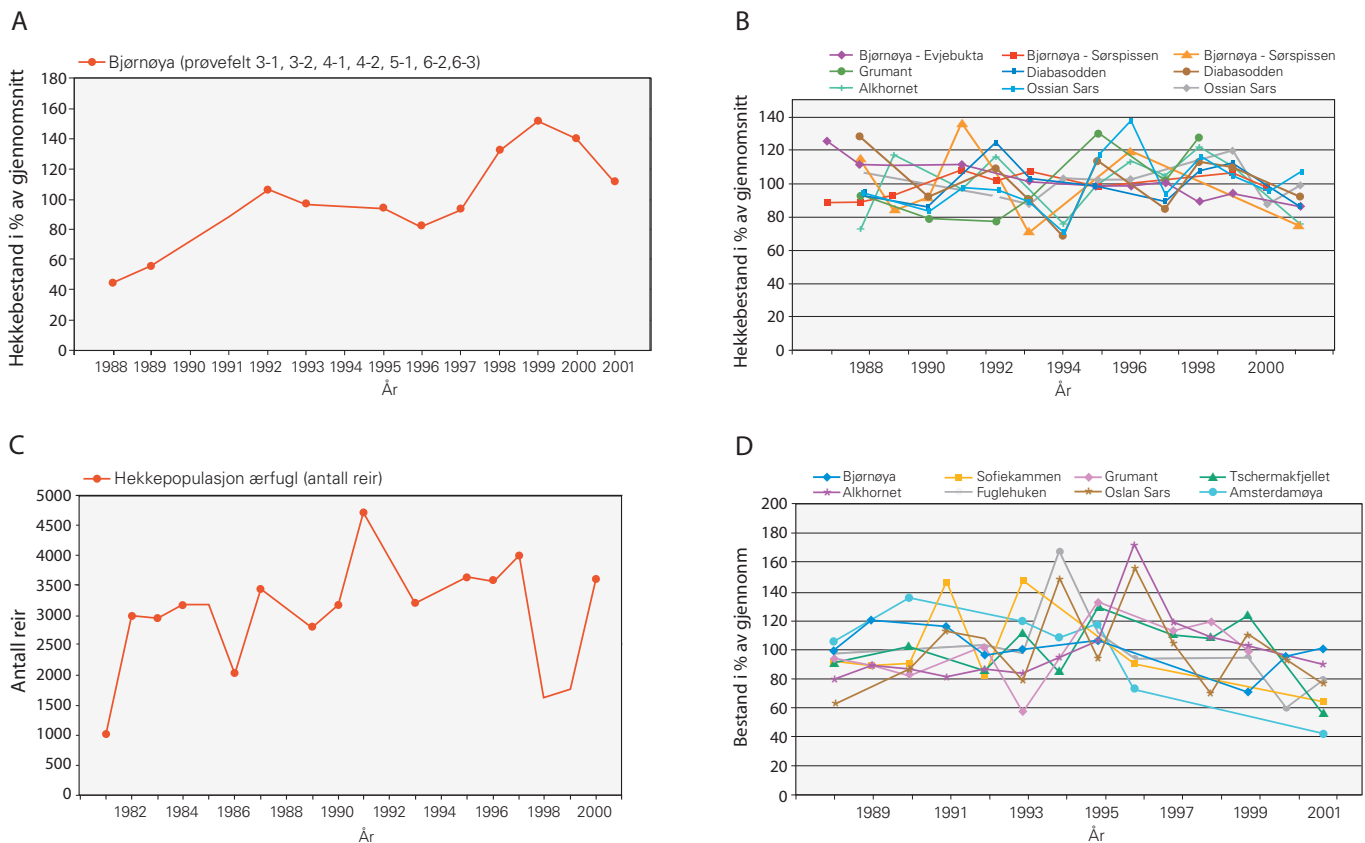 A
Bjørnøya (prøvefelt 3-1, 3-2, 4-1, 4-2, 5-1, 6-2,6-3)
Hekkebestand i % av gjennomsnitt
180
160
140
120
100
80
60
40
20
0
1988 1989 1990 1991 1992 1993 1994 1995 1996 1997 1998 1999 2000 2001
År
B
Bjørnøya - Evjebukta Bjørnøya - Sørspissen Bjørnøya - Sørspissen
Grumant Diabasodden Diabasodden
Alkhornet Ossian Sars Ossian Sars
Hekkebestand i % av gjennomsnitt
140
120
100
80
60
40
20
0
1988 1990 1992 1994 1996 1998 2000
År
C
Hekkepopulasjon ærfugl (antall reir)
Antall reir
5000
4500
4000
3500
3000
2500
2000
1500
1000
500
0
1982 1984 1986 1988 1990 1992 1994 1996 1998 2000
År
D
Bjørnøya Sofiekammen Grumant Tschermakfjellet
Alkhornet Fuglehuken Oslan Sars Amsterdamøya
Bestand i % av gjennonm
200
180
160
140
120
100
80
60
40
20
0
1989 1991 1993 1995 1997 1999 2001
År